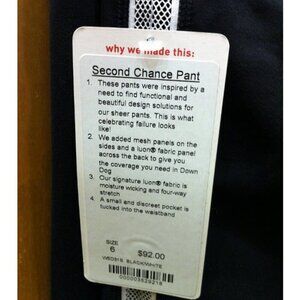 why we made this:
Second Chance Pant
1. These pants were inspired by a
need to find functional and
beautiful design solutions for
our sheer pants. This is what
celebrating failure looks
like!
2. We added mesh panels on the
sides and a luon® fabric panel
across the back to give you
the coverage you need in Down
Dog
3. Our signature luon® fabric is
moisture wicking and four-way
stretch
4. A small and discreet pocket is
tucked into the waistband
SIZE
6
$92.00
BLACK/WHITE